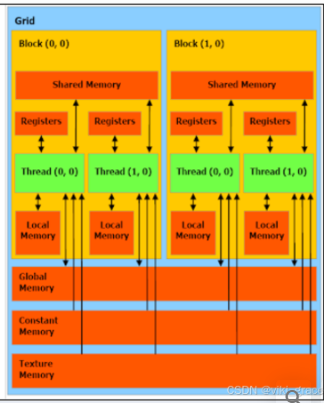 Grid
Block (0, 0)
Block (1, 0)
Shared Memory
Shared Memory
Registers
Registers
Registers
Registers
Thread (0, 0)
Thread (1, 0)
Thread (0, 0)
Thread (1, 0)
Local
Memory
Local
Memory
Local
Memory
Local
Memory
Global
Memory
Constant
Memory
Texture
Memory